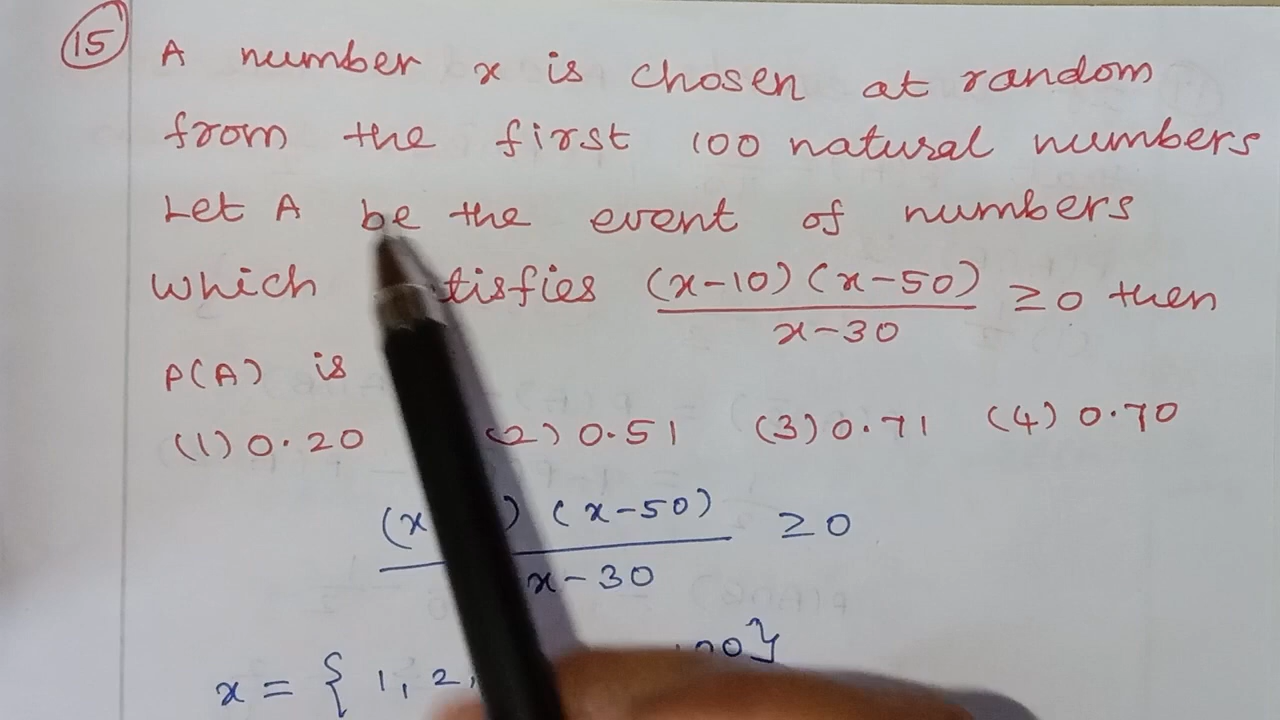 15 A number x is chosen at random
from the first 100 natural numbers
Let A be the event of numbers
which tisfies (x-10)(x-50) ≥0 then
x-30
P(A) is
(1) 0.20 (2) 0.51 (3) 0.71 (4) 0.70
(x ) (x-50) ≥0
x-30
x = { 1, 2, 00}